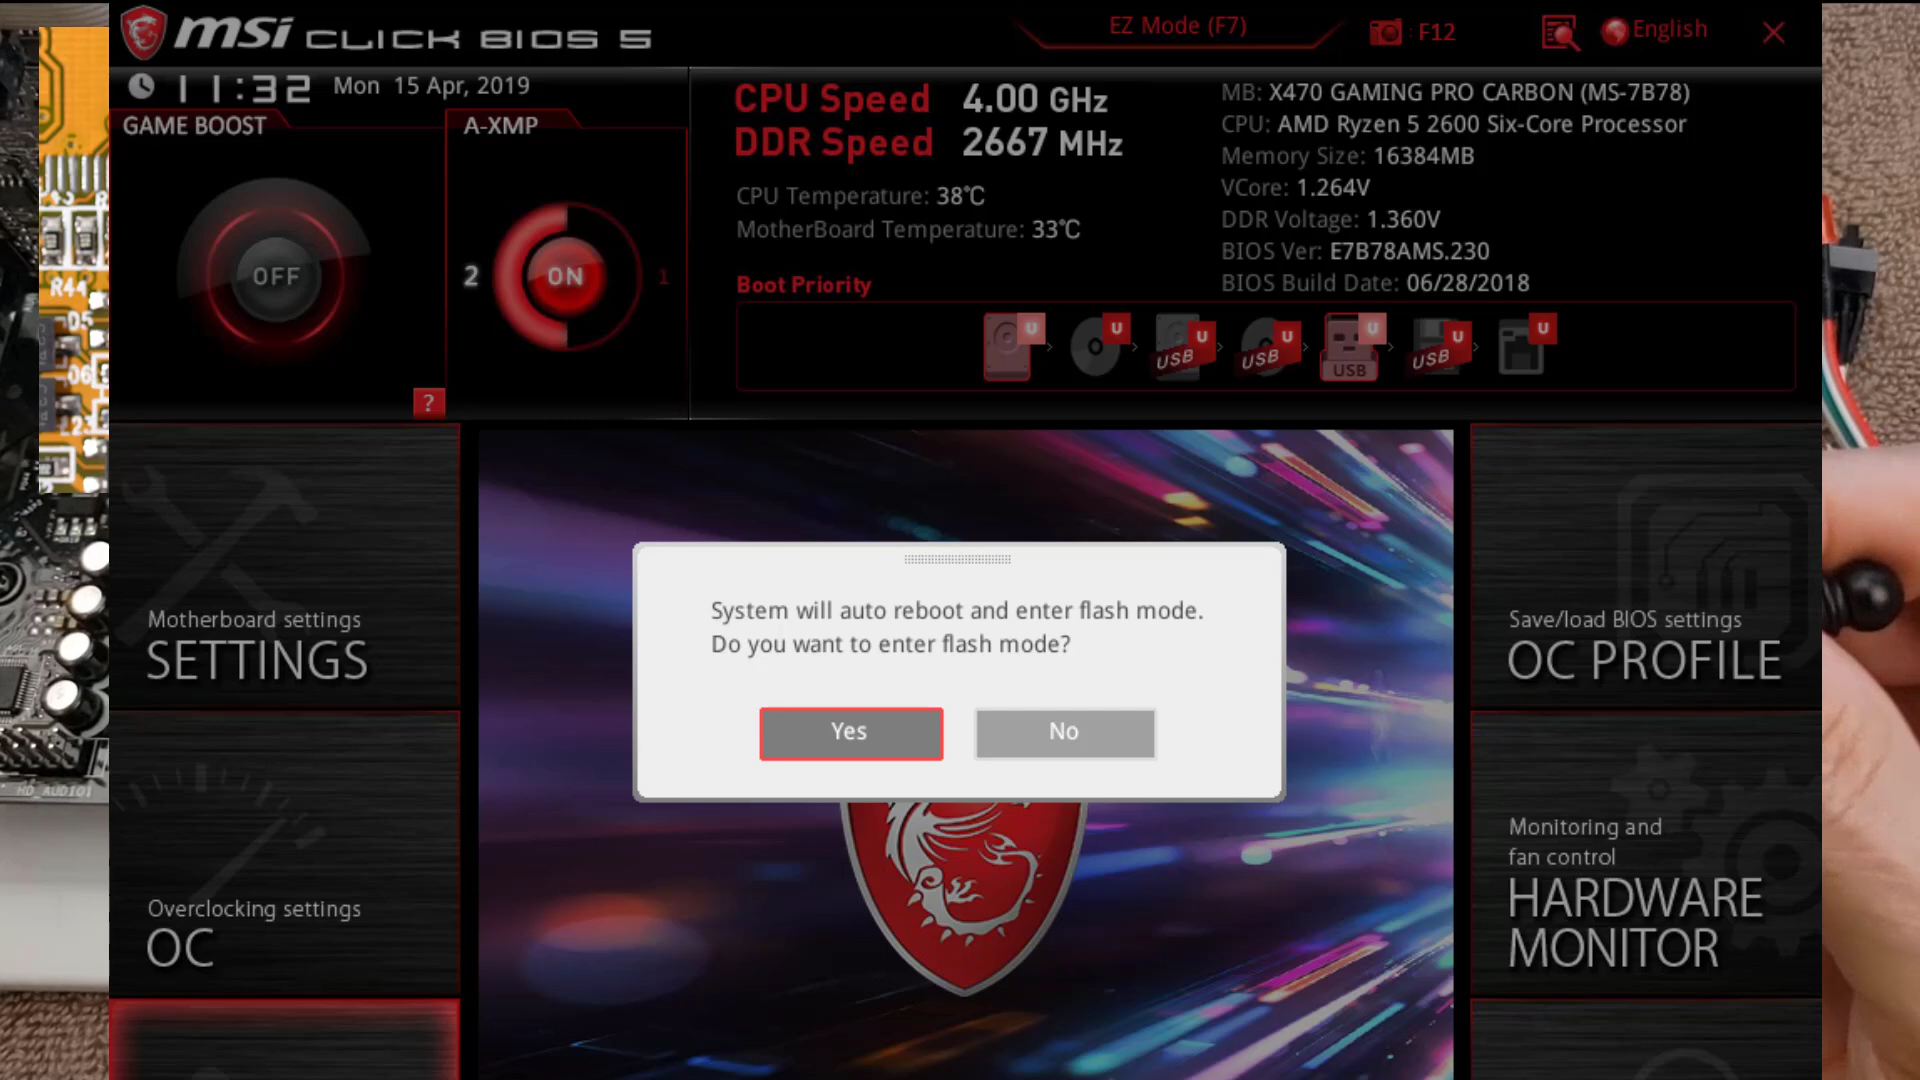 msi CLICK BIOS 5
EZ Mode (F7)
: F12
English
11:32 Mon 15 Apr, 2019
GAME BOOST
OFF
?
A-XMP
2
ON
1
CPU Speed 4.00 GHz
DDR Speed 2667 MHz
CPU Temperature: 38℃
MotherBoard Temperature: 33℃
MB: X470 GAMING PRO CARBON (MS-7B78)
CPU: AMD Ryzen 5 2600 Six-Core Processor
Memory Size: 16384MB
VCore: 1.264V
DDR Voltage: 1.360V
BIOS Ver: E7B78AMS.230
BIOS Build Date: 06/28/2018
Boot Priority
U
U
U USB
U USB
U USB
U USB
U
R44
HD_AUDIO1
Motherboard settings
SETTINGS
Overclocking settings
OC
System will auto reboot and enter flash mode.
Do you want to enter flash mode?
Yes
No
Save/load BIOS settings
OC PROFILE
Monitoring and
fan control
HARDWARE
MONITOR